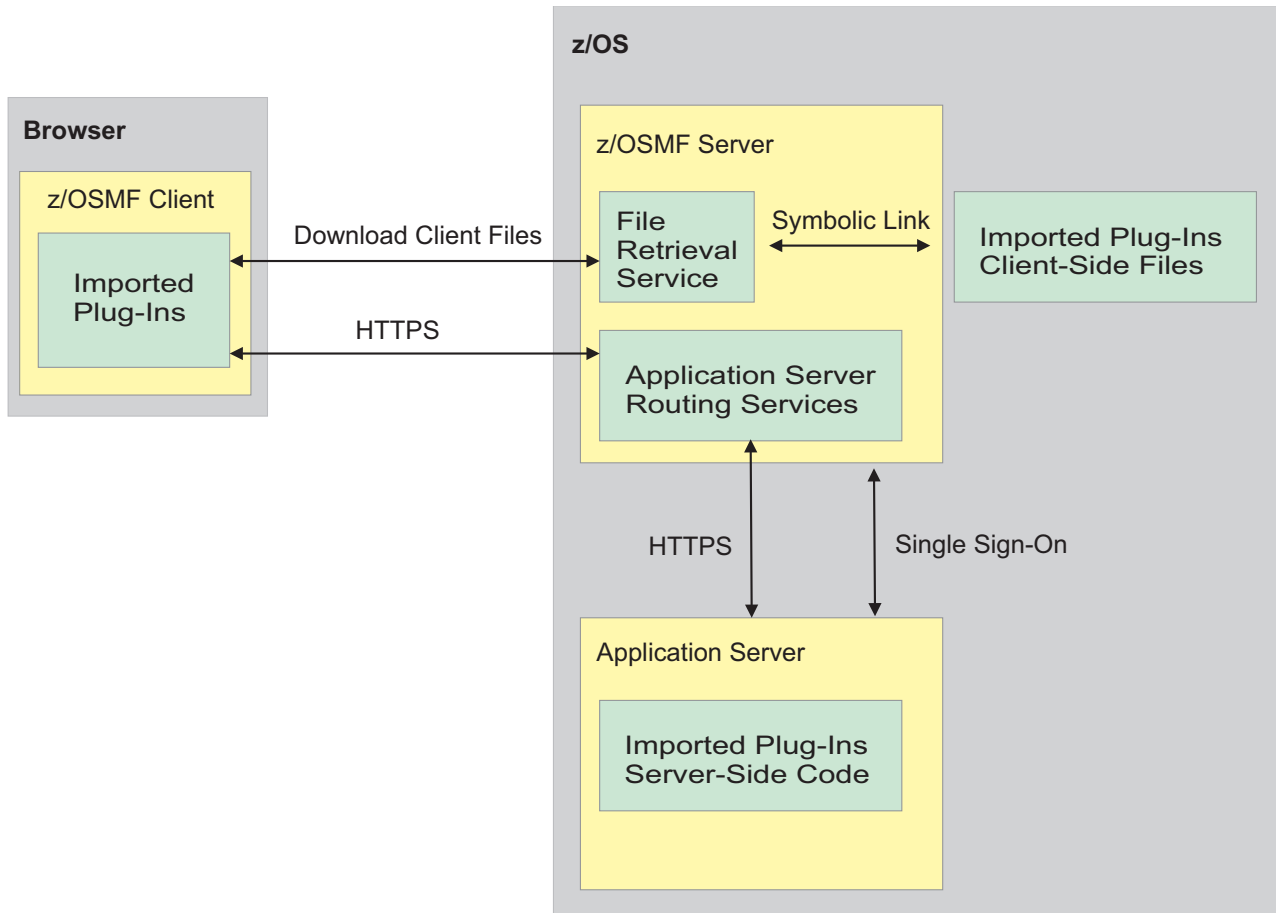 z/OS
Browser
z/OSMF Client
Imported
Plug-Ins
Download Client Files
HTTPS
z/OSMF Server
File
Retrieval
Service
Symbolic Link
Imported Plug-Ins
Client-Side Files
Application Server
Routing Services
HTTPS
Single Sign-On
Application Server
Imported Plug-Ins
Server-Side Code